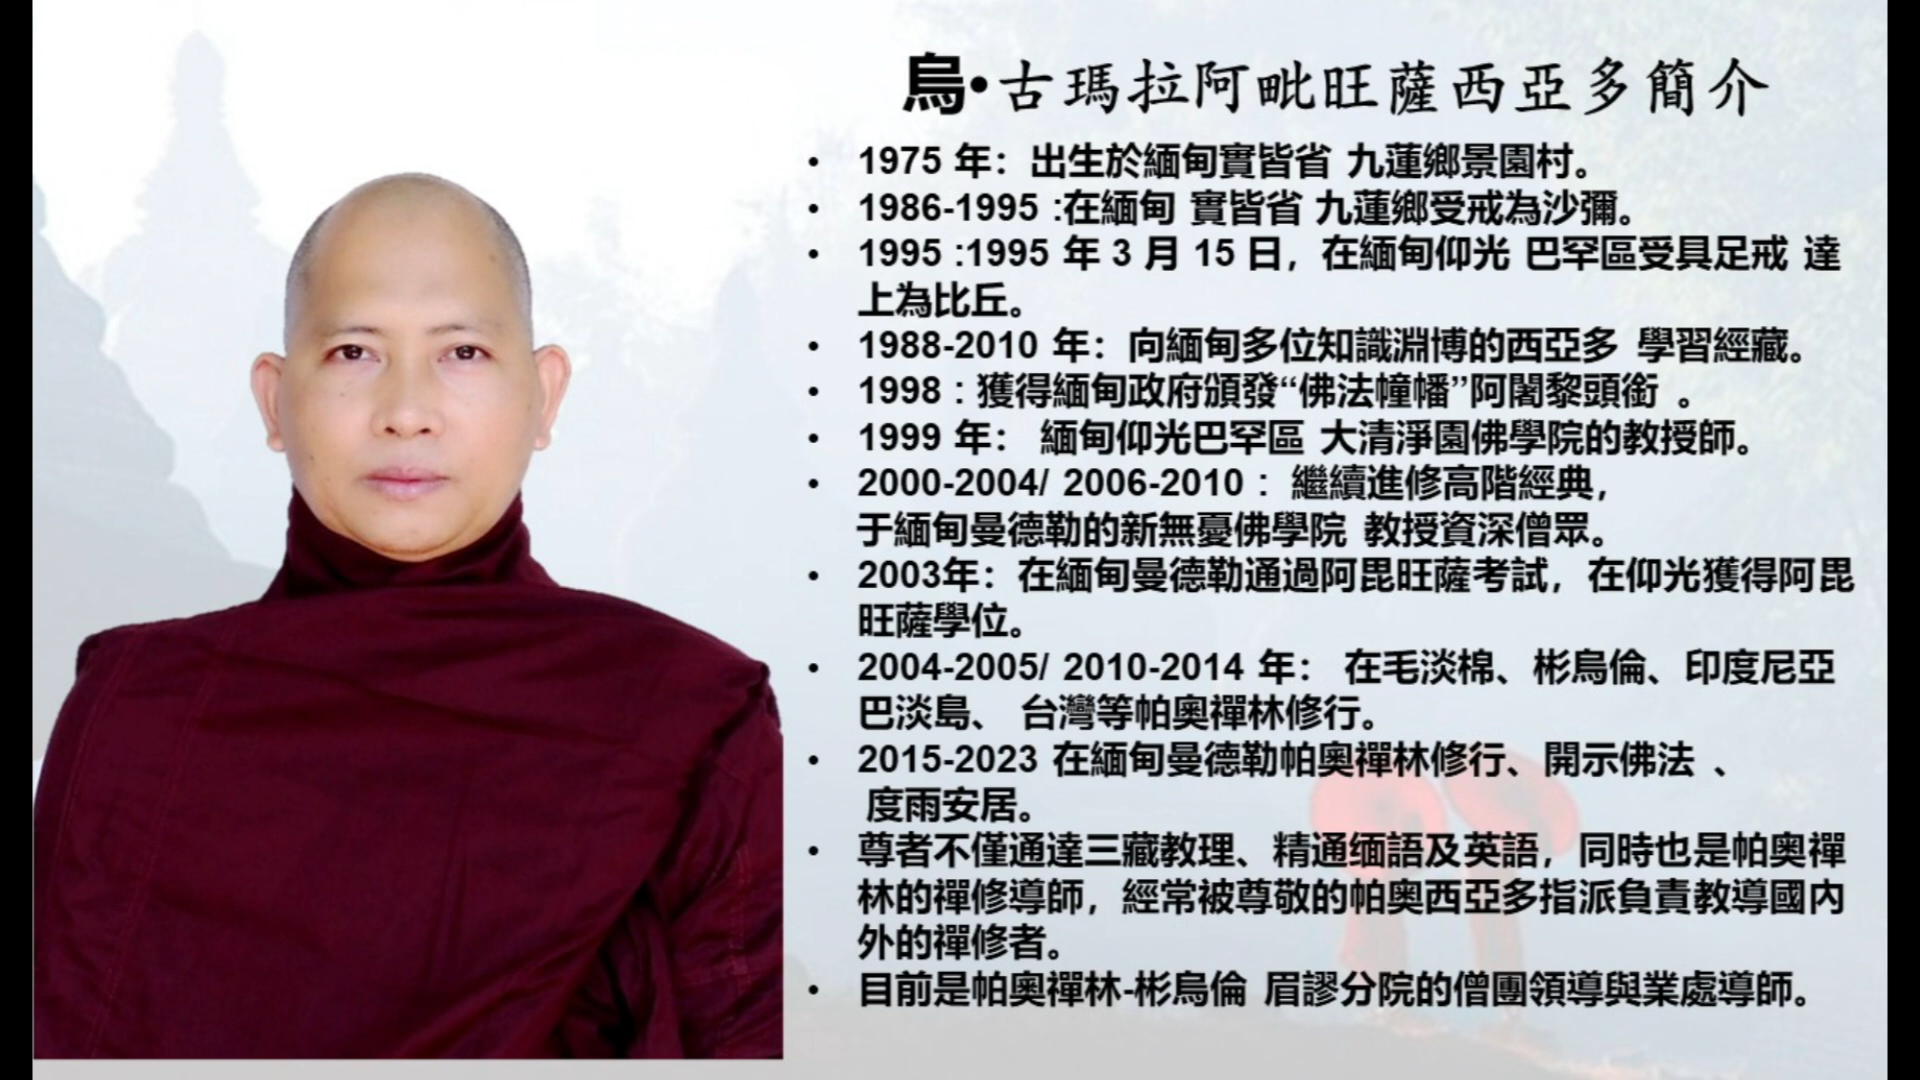 烏•古瑪拉阿毗旺薩西亞多簡介
• 1975 年：出生於緬甸實皆省 九蓮鄉景園村。
• 1986-1995 :在緬甸 實皆省 九蓮鄉受戒為沙彌。
• 1995 :1995 年 3 月 15 日，在緬甸仰光 巴罕區受具足戒 達
上為比丘。
• 1988-2010 年：向緬甸多位知識淵博的西亞多 學習經藏。
• 1998 : 獲得緬甸政府頒發“佛法幢幡”阿闍黎頭銜 。
• 1999 年： 緬甸仰光巴罕區 大清淨園佛學院的教授師。
• 2000-2004/ 2006-2010 : 繼續進修高階經典，
于緬甸曼德勒的新無憂佛學院 教授資深僧眾。
• 2003年：在緬甸曼德勒通過阿毘旺薩考試，在仰光獲得阿毘
旺薩學位。
• 2004-2005/ 2010-2014 年： 在毛淡棉、彬烏倫、印度尼亞
巴淡島、 台灣等帕奧禪林修行。
• 2015-2023 在緬甸曼德勒帕奧禪林修行、開示佛法 、
度雨安居。
• 尊者不僅通達三藏教理、精通缅語及英語，同時也是帕奧禪
林的禪修導師，經常被尊敬的帕奧西亞多指派負責教導國內
外的禪修者。
• 目前是帕奧禪林-彬烏倫 眉謬分院的僧團領導與業處導師。